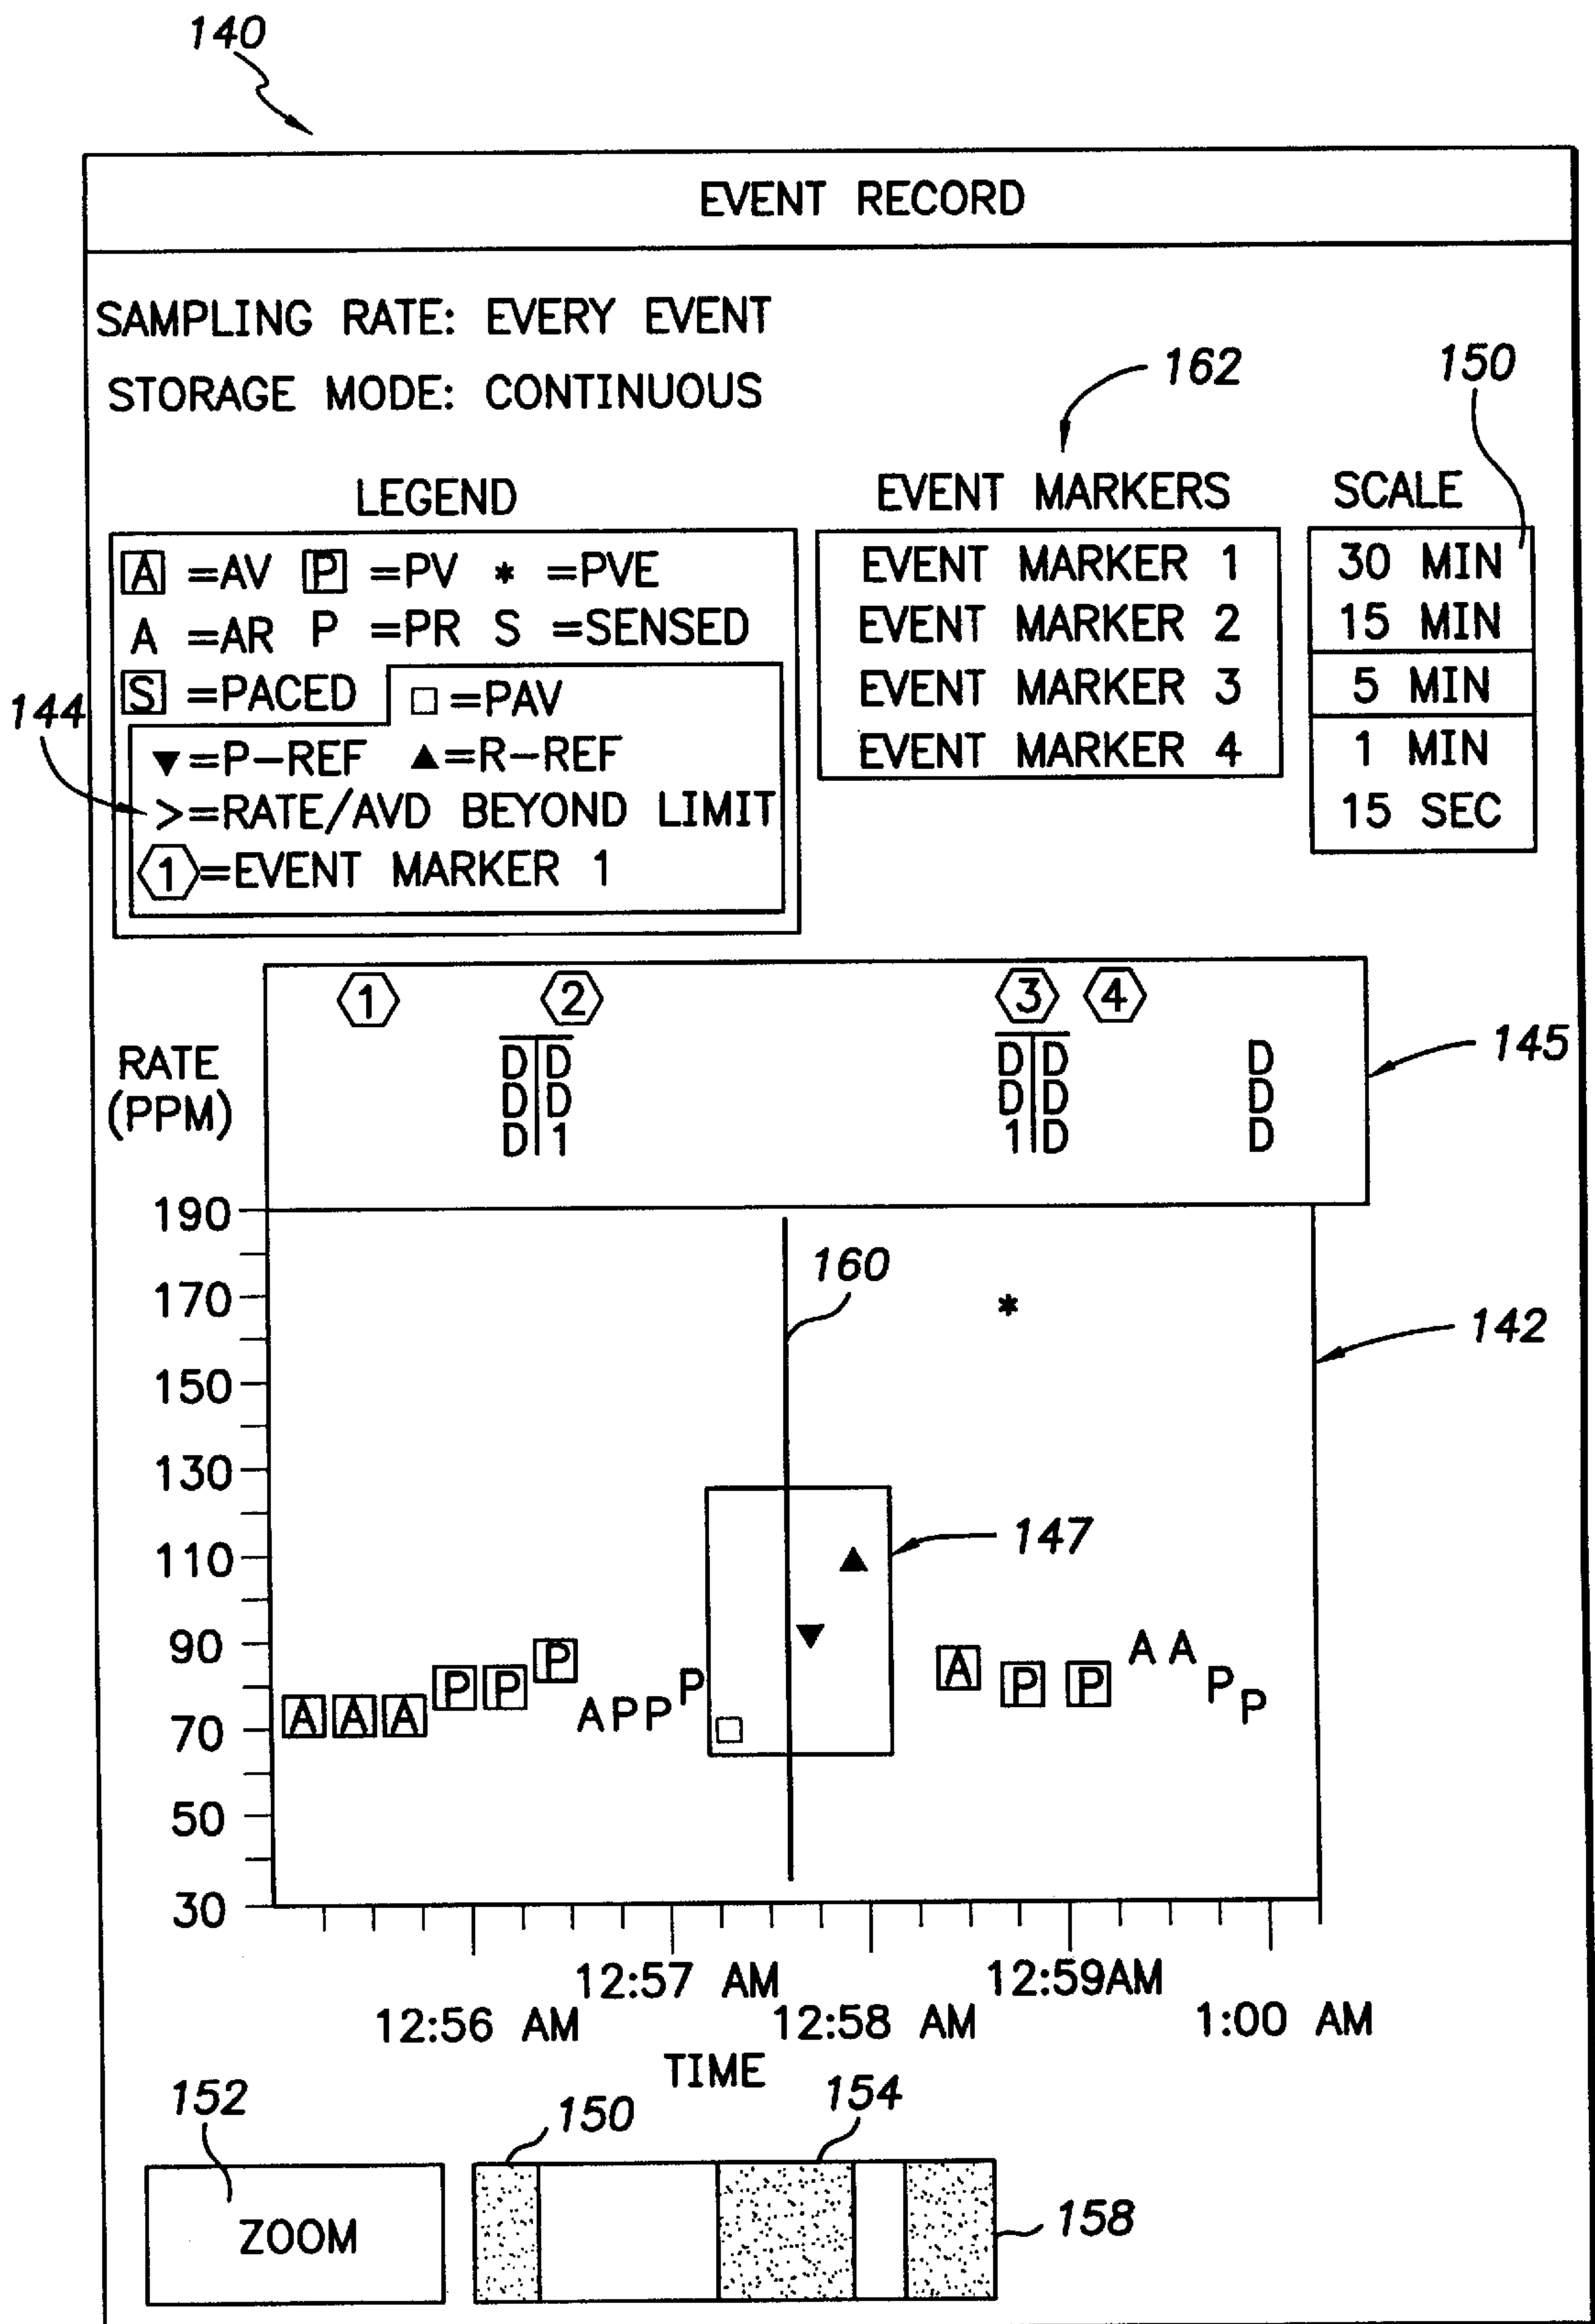 140
EVENT RECORD
SAMPLING RATE: EVERY EVENT
STORAGE MODE: CONTINUOUS
162
150
LEGEND
A =AV P =PV * =PVE
A =AR P =PR S =SENSED
S =PACED □ =PAV
144
▼=P-REF ▲=R-REF
>=RATE/AVD BEYOND LIMIT
1=EVENT MARKER 1
EVENT MARKERS
EVENT MARKER 1
EVENT MARKER 2
EVENT MARKER 3
EVENT MARKER 4
SCALE
30 MIN
15 MIN
5 MIN
1 MIN
15 SEC
1 2 3 4
D D D D D
D D D D D
D 1 1 D D
145
RATE
(PPM)
190
170
150
130
110
90
70
50
30
160
*
142
147
A A A P P P A P P P
A P P A A P P
12:57 AM 12:59AM
12:56 AM 12:58 AM 1:00 AM
TIME
152
150
154
ZOOM
158